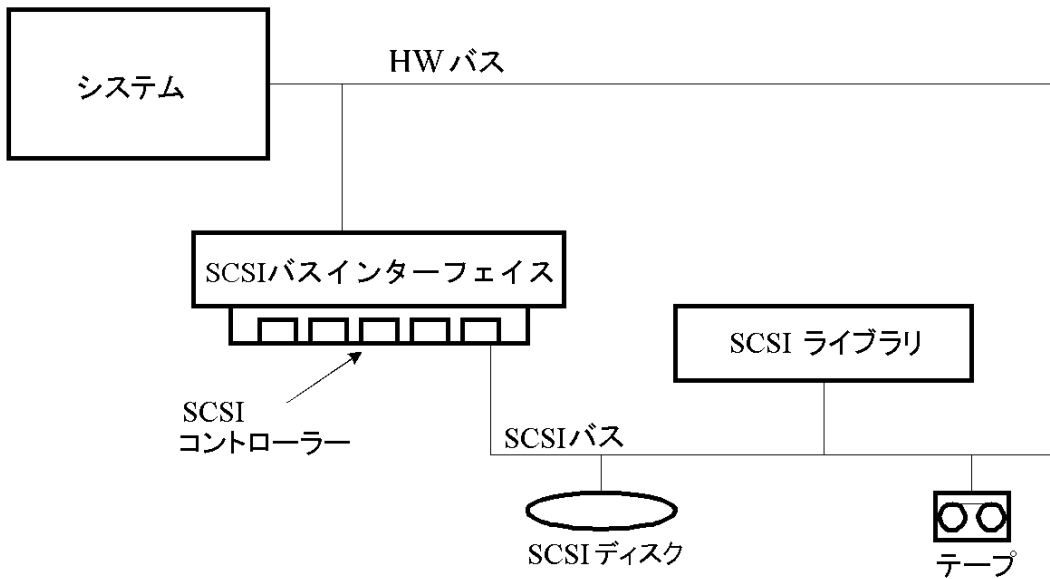 システム
HW バス
SCSIバスインターフェイス
SCSI ライブラリ
SCSI
コントローラー
SCSIバス
SCSI ディスク
テープ